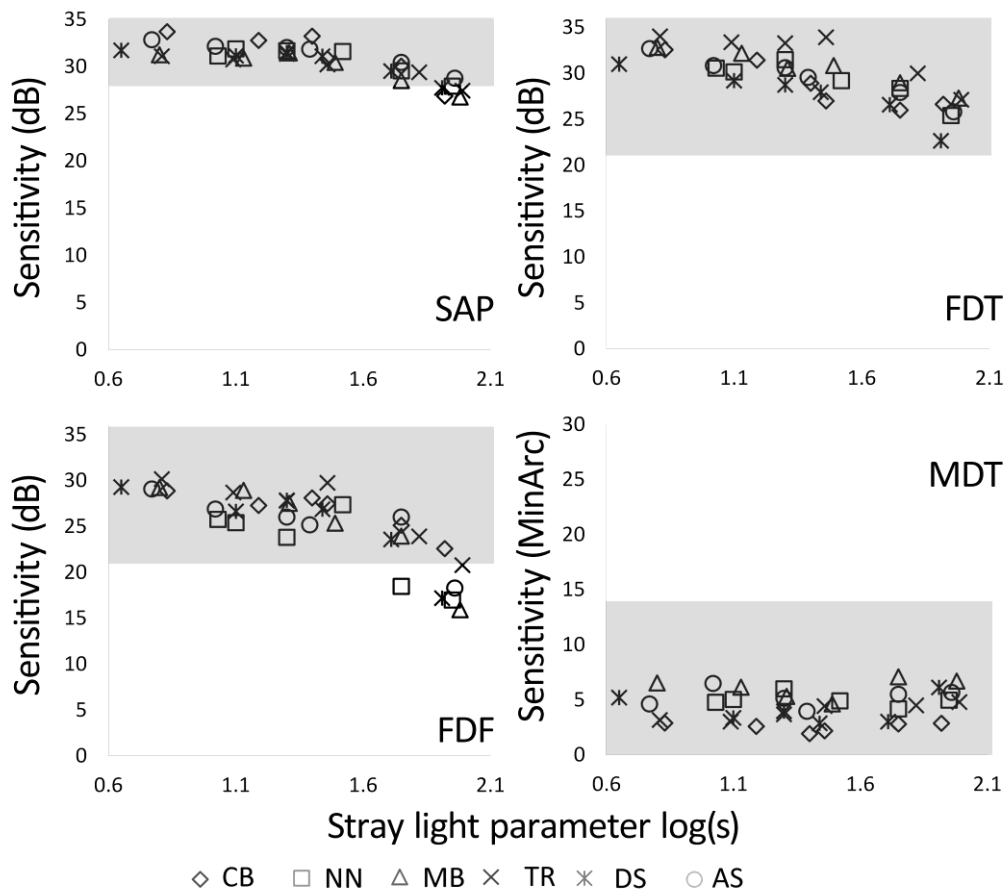 35
30
25
20
15
10
5
0
Sensitivity (dB)
SAP
0.6 1.1 1.6 2.1
35
30
25
20
15
10
5
0
Sensitivity (dB)
FDT
0.6 1.1 1.6 2.1
35
30
25
20
15
10
5
0
Sensitivity (dB)
FDF
0.6 1.1 1.6 2.1
30
25
20
15
10
5
0
Sensitivity (MinArc)
MDT
0.6 1.1 1.6 2.1
Stray light parameter log(s)
CB NN MB TR DS AS